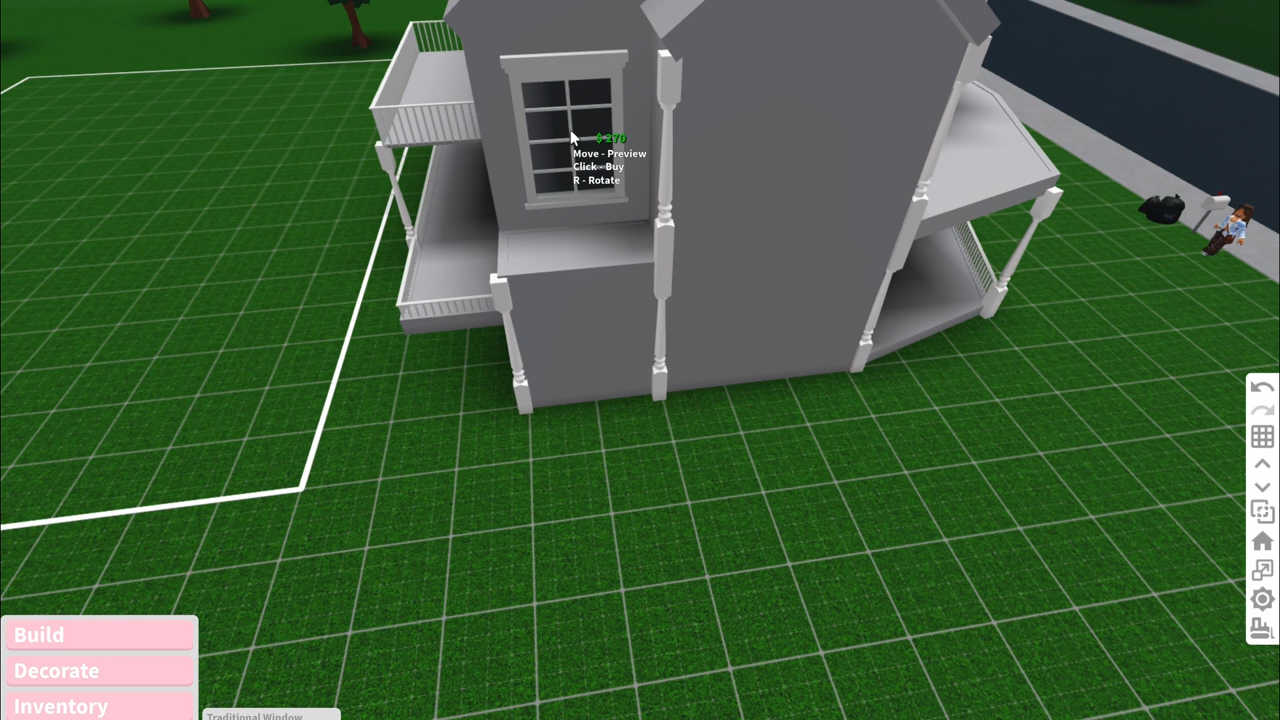 $ 270
Move - Preview
Click - Buy
R - Rotate
Build
Decorate
Inventory
Traditional Window